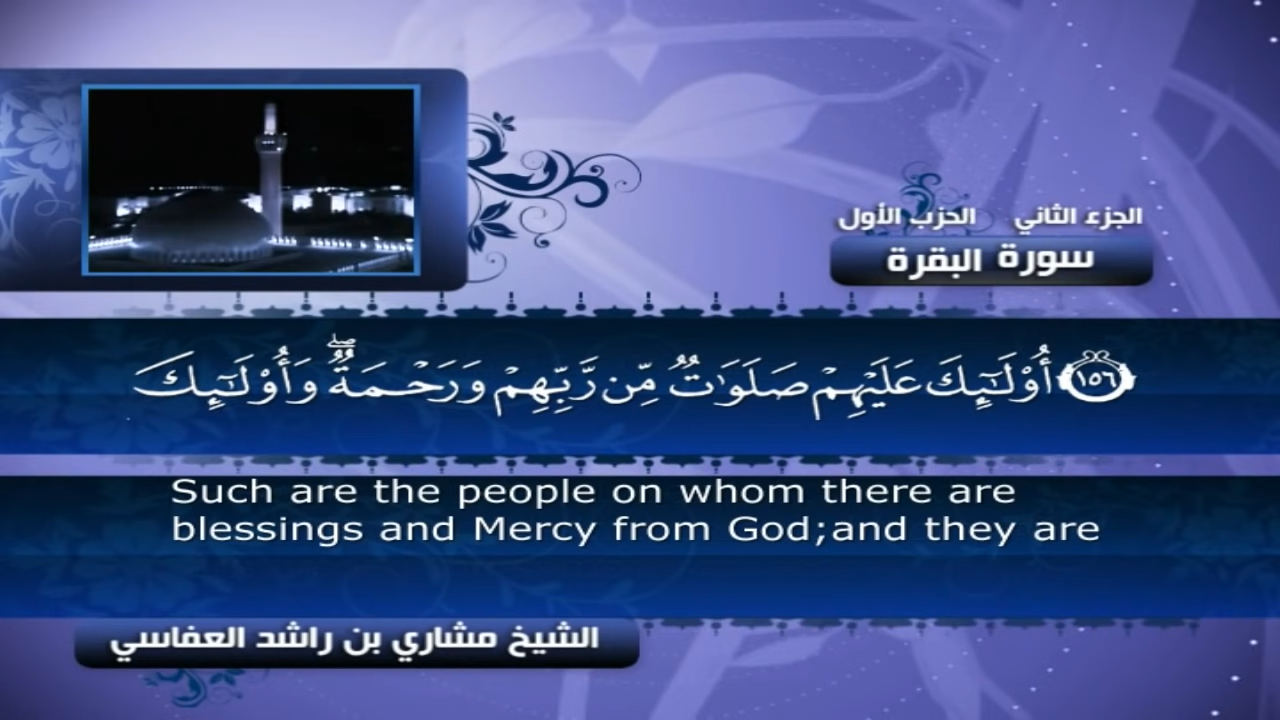 الجزء الثاني الحزب الأول
سورة البقرة
١٥٦ أُو۟لَـٰٓئِكَ عَلَيْهِمْ صَلَوَٰتٌ مِّن رَّبِّهِمْ وَرَحْمَةٌ ۖ وَأُو۟لَـٰٓئِكَ
Such are the people on whom there are
blessings and Mercy from God;and they are
الشيخ مشاري بن راشد العفاسي